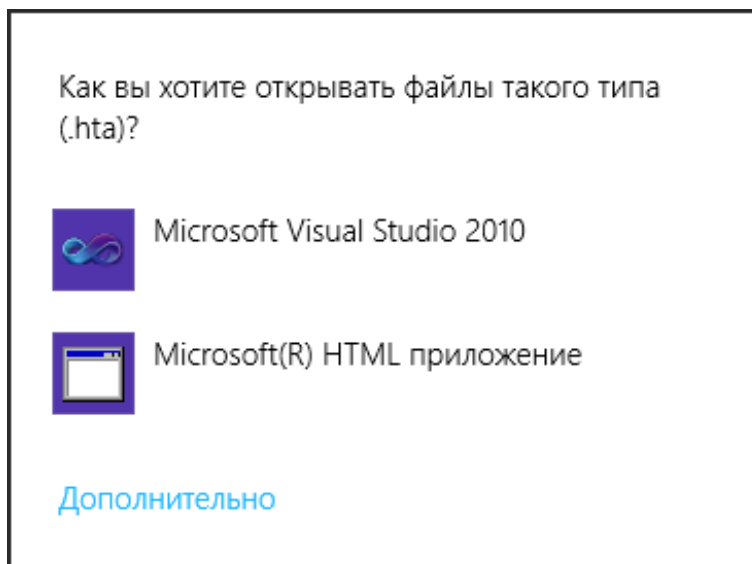 Как вы хотите открывать файлы такого типа
(.hta)?
Microsoft Visual Studio 2010
Microsoft(R) HTML приложение
Дополнительно